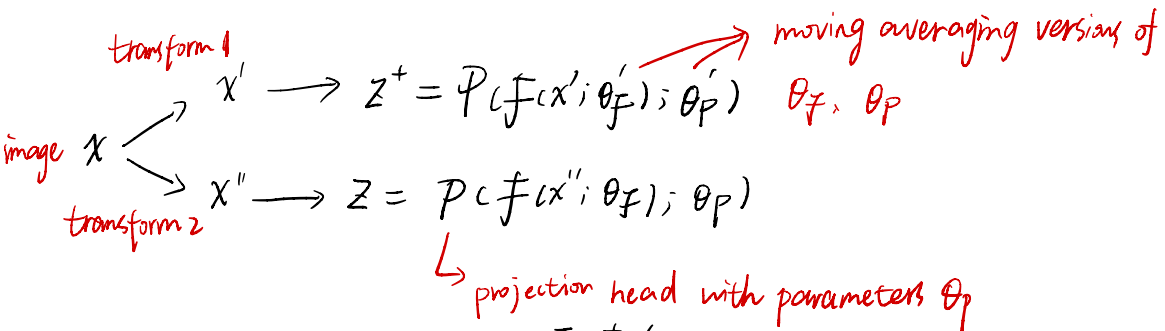 transform 1
moving averaging versions of
x' → z⁺ = P(f(x'; θ'_f); θ'_p)
θ_f, θ_p
image x
x'' → z = P(f(x''; θ_f); θ_p)
transform 2
projection head with parameters θ_p